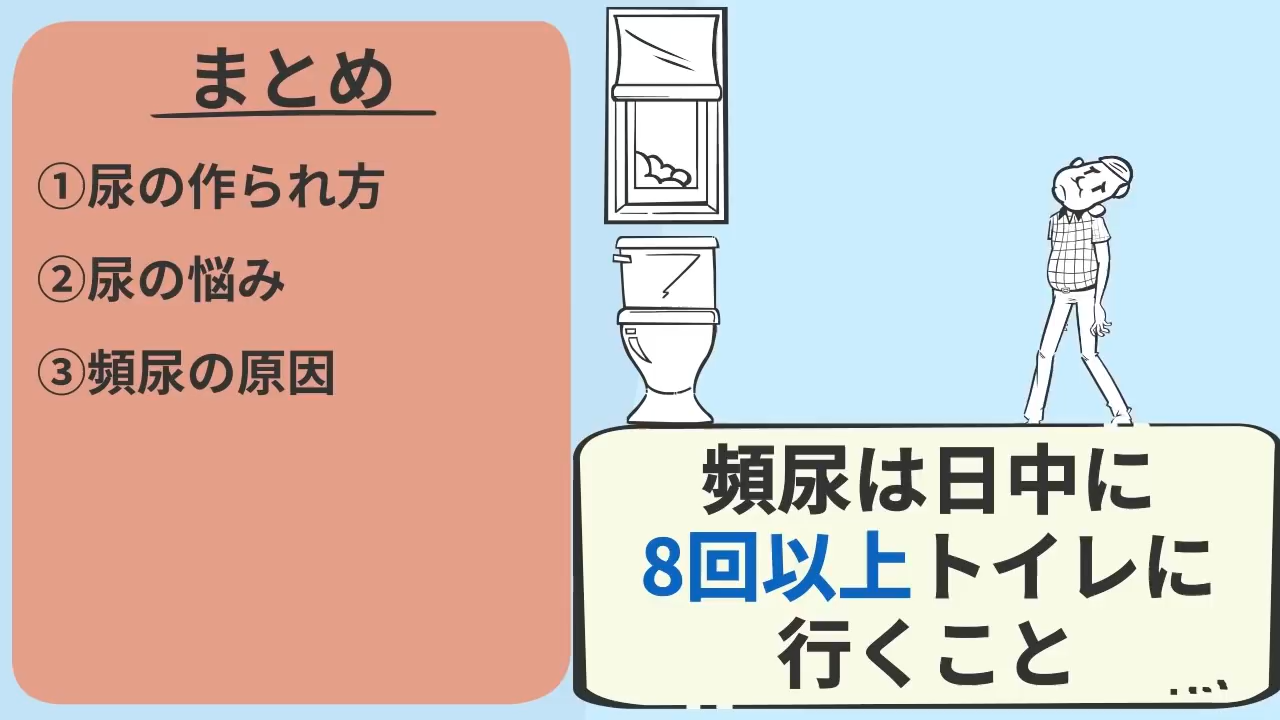 まとめ
①尿の作られ方
②尿の悩み
③頻尿の原因
頻尿は日中に
8回以上トイレに
行くこと